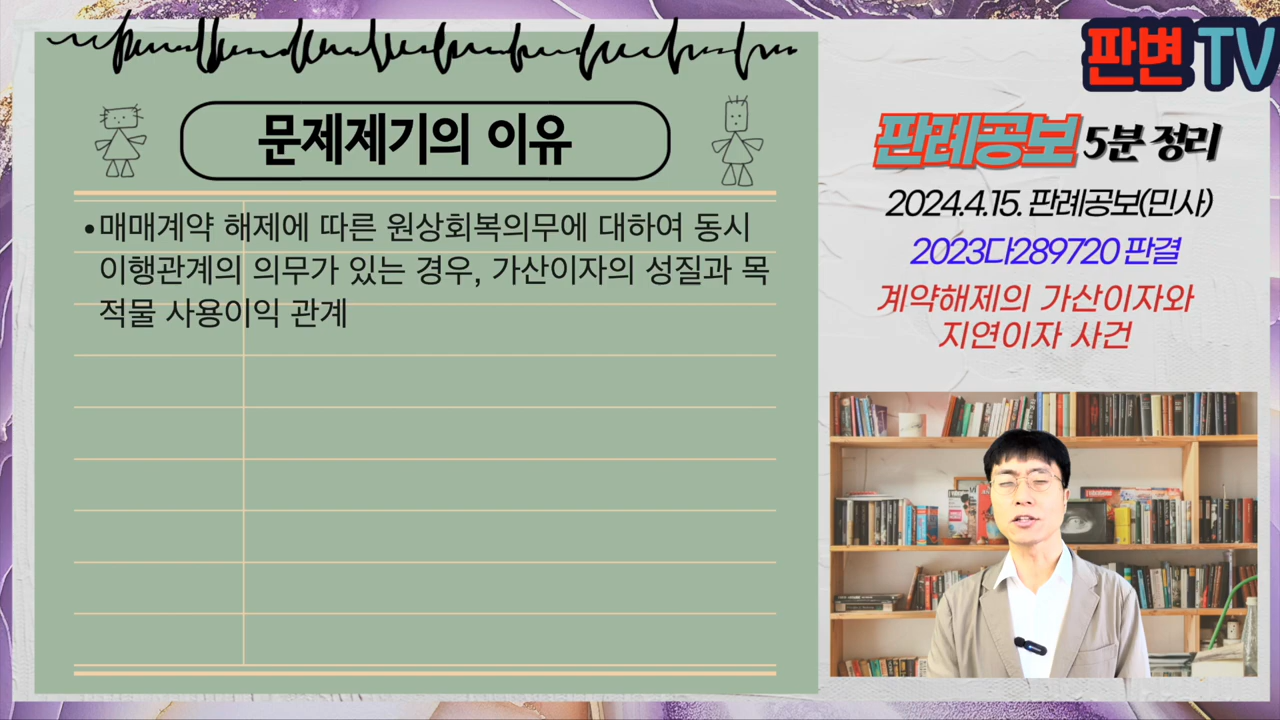 문제제기의 이유
•매매계약 해제에 따른 원상회복의무에 대하여 동시
이행관계의 의무가 있는 경우, 가산이자의 성질과 목
적물 사용이익 관계
판변 TV
판례공보 5분 정리
2024.4.15. 판례공보(민사)
2023다289720 판결
계약해제의 가산이자와
지연이자 사건